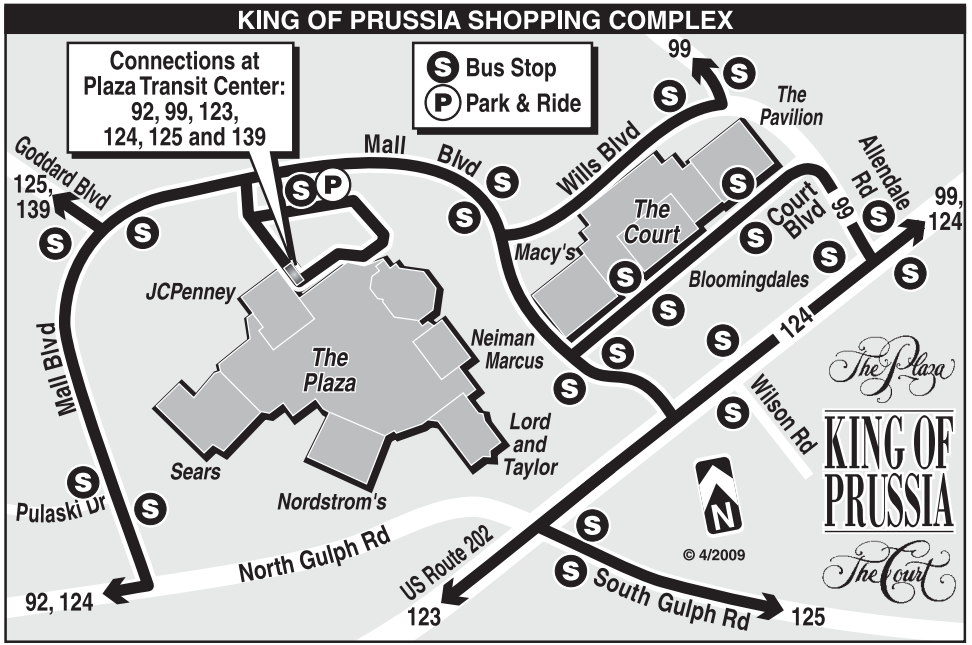 KING OF PRUSSIA SHOPPING COMPLEX
Connections at
Plaza Transit Center:
92, 99, 123,
124, 125 and 139
S Bus Stop
P Park & Ride
99
The
Pavilion
Goddard Blvd
125,
139
Mall Blvd
Wills Blvd
Allendale
Rd
99,
124
S
S
S
P
S
S
S
S
S
S
The
Court
Court
Blvd
99
S
S
S
S
Macy's
S
S
Bloomingdales
JCPenney
Mall Blvd
The
Plaza
Neiman
Marcus
124
S
S
S
S
Wilson Rd
The Plaza
KING OF
PRUSSIA
The Court
Lord
and
Taylor
Sears
Nordstrom's
S
S
Pulaski Dr
North Gulph Rd
US Route 202
N
© 4/2009
S
S
South Gulph Rd
92, 124
123
125